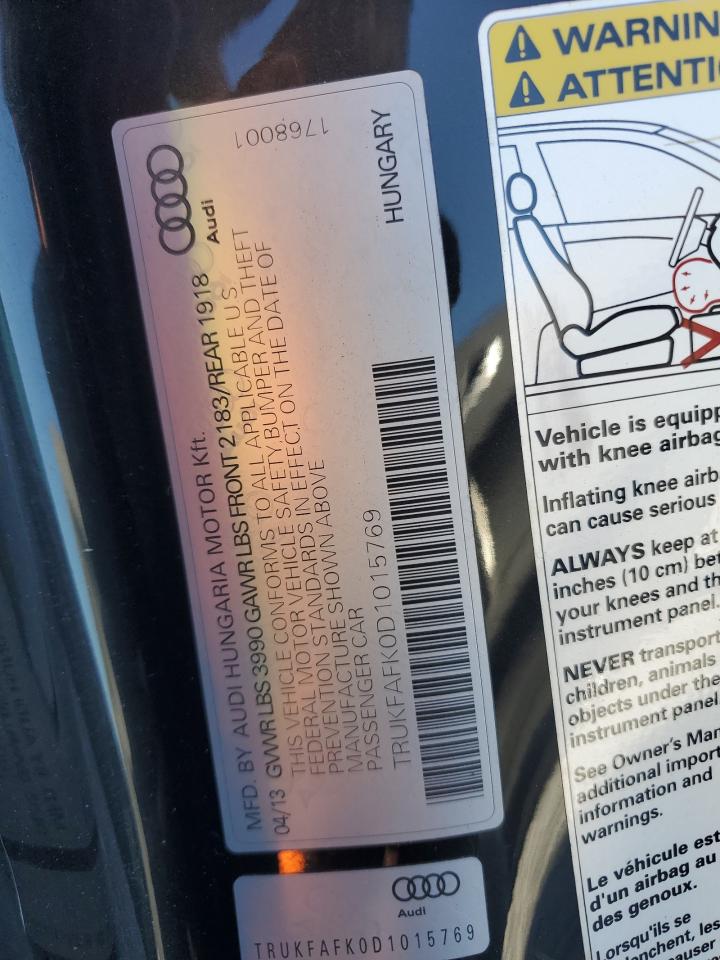 Audi
1768001
HUNGARY
MFD. BY AUDI HUNGARIA MOTOR Kft.
04/13 GVWR LBS 3990 GAWR LBS FRONT 2183/REAR 1918
THIS VEHICLE CONFORMS TO ALL APPLICABLE U.S.
FEDERAL MOTOR VEHICLE SAFETY, BUMPER AND THEFT
PREVENTION STANDARDS IN EFFECT ON THE DATE OF
MANUFACTURE SHOWN ABOVE
PASSENGER CAR
TRUKFAFK0D1015769
Audi
TRUKFAFK0D1015769
WARNIN
ATTENTI
Vehicle is equipp
with knee airbag
Inflating knee airb
can cause serious
ALWAYS keep at
inches (10 cm) bet
your knees and th
instrument panel.
NEVER transport
children, animals
objects under the
instrument panel
See Owner's Man
additional import
information and
warnings.
Le véhicule est
d'un airbag au
des genoux.
Lorsqu'ils se